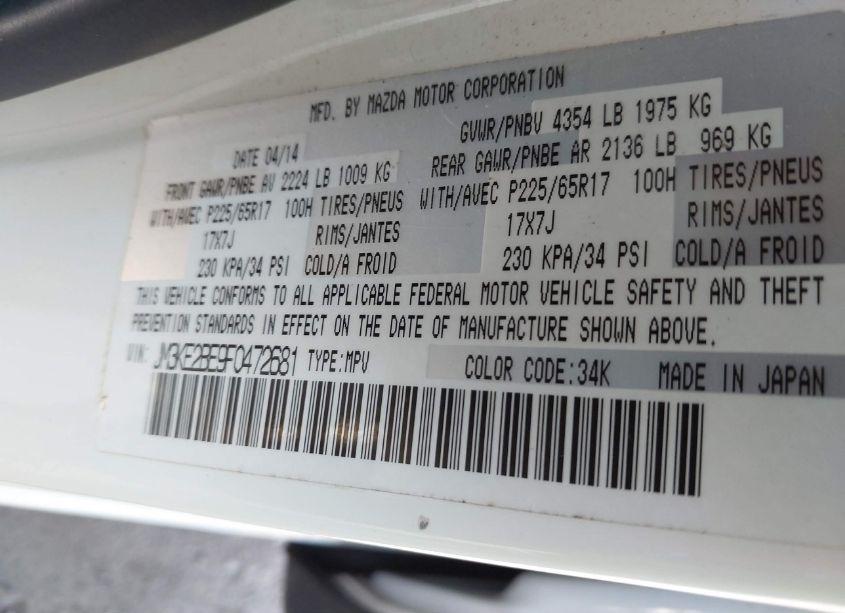 MFD. BY MAZDA MOTOR CORPORATION
DATE 04/14 GVWR/PNBV 4354 LB 1975 KG
FRONT GAWR/PNBE AV 2224 LB 1009 KG REAR GAWR/PNBE AR 2136 LB 969 KG
WITH/AVEC P225/65R17 100H TIRES/PNEUS WITH/AVEC P225/65R17 100H TIRES/PNEUS
17X7J RIMS/JANTES 17X7J RIMS/JANTES
230 KPA/34 PSI COLD/A FROID 230 KPA/34 PSI COLD/A FROID
THIS VEHICLE CONFORMS TO ALL APPLICABLE FEDERAL MOTOR VEHICLE SAFETY AND THEFT
PREVENTION STANDARDS IN EFFECT ON THE DATE OF MANUFACTURE SHOWN ABOVE.
VIN: JM3KE2BE9F0472681 TYPE:MPV COLOR CODE:34K MADE IN JAPAN